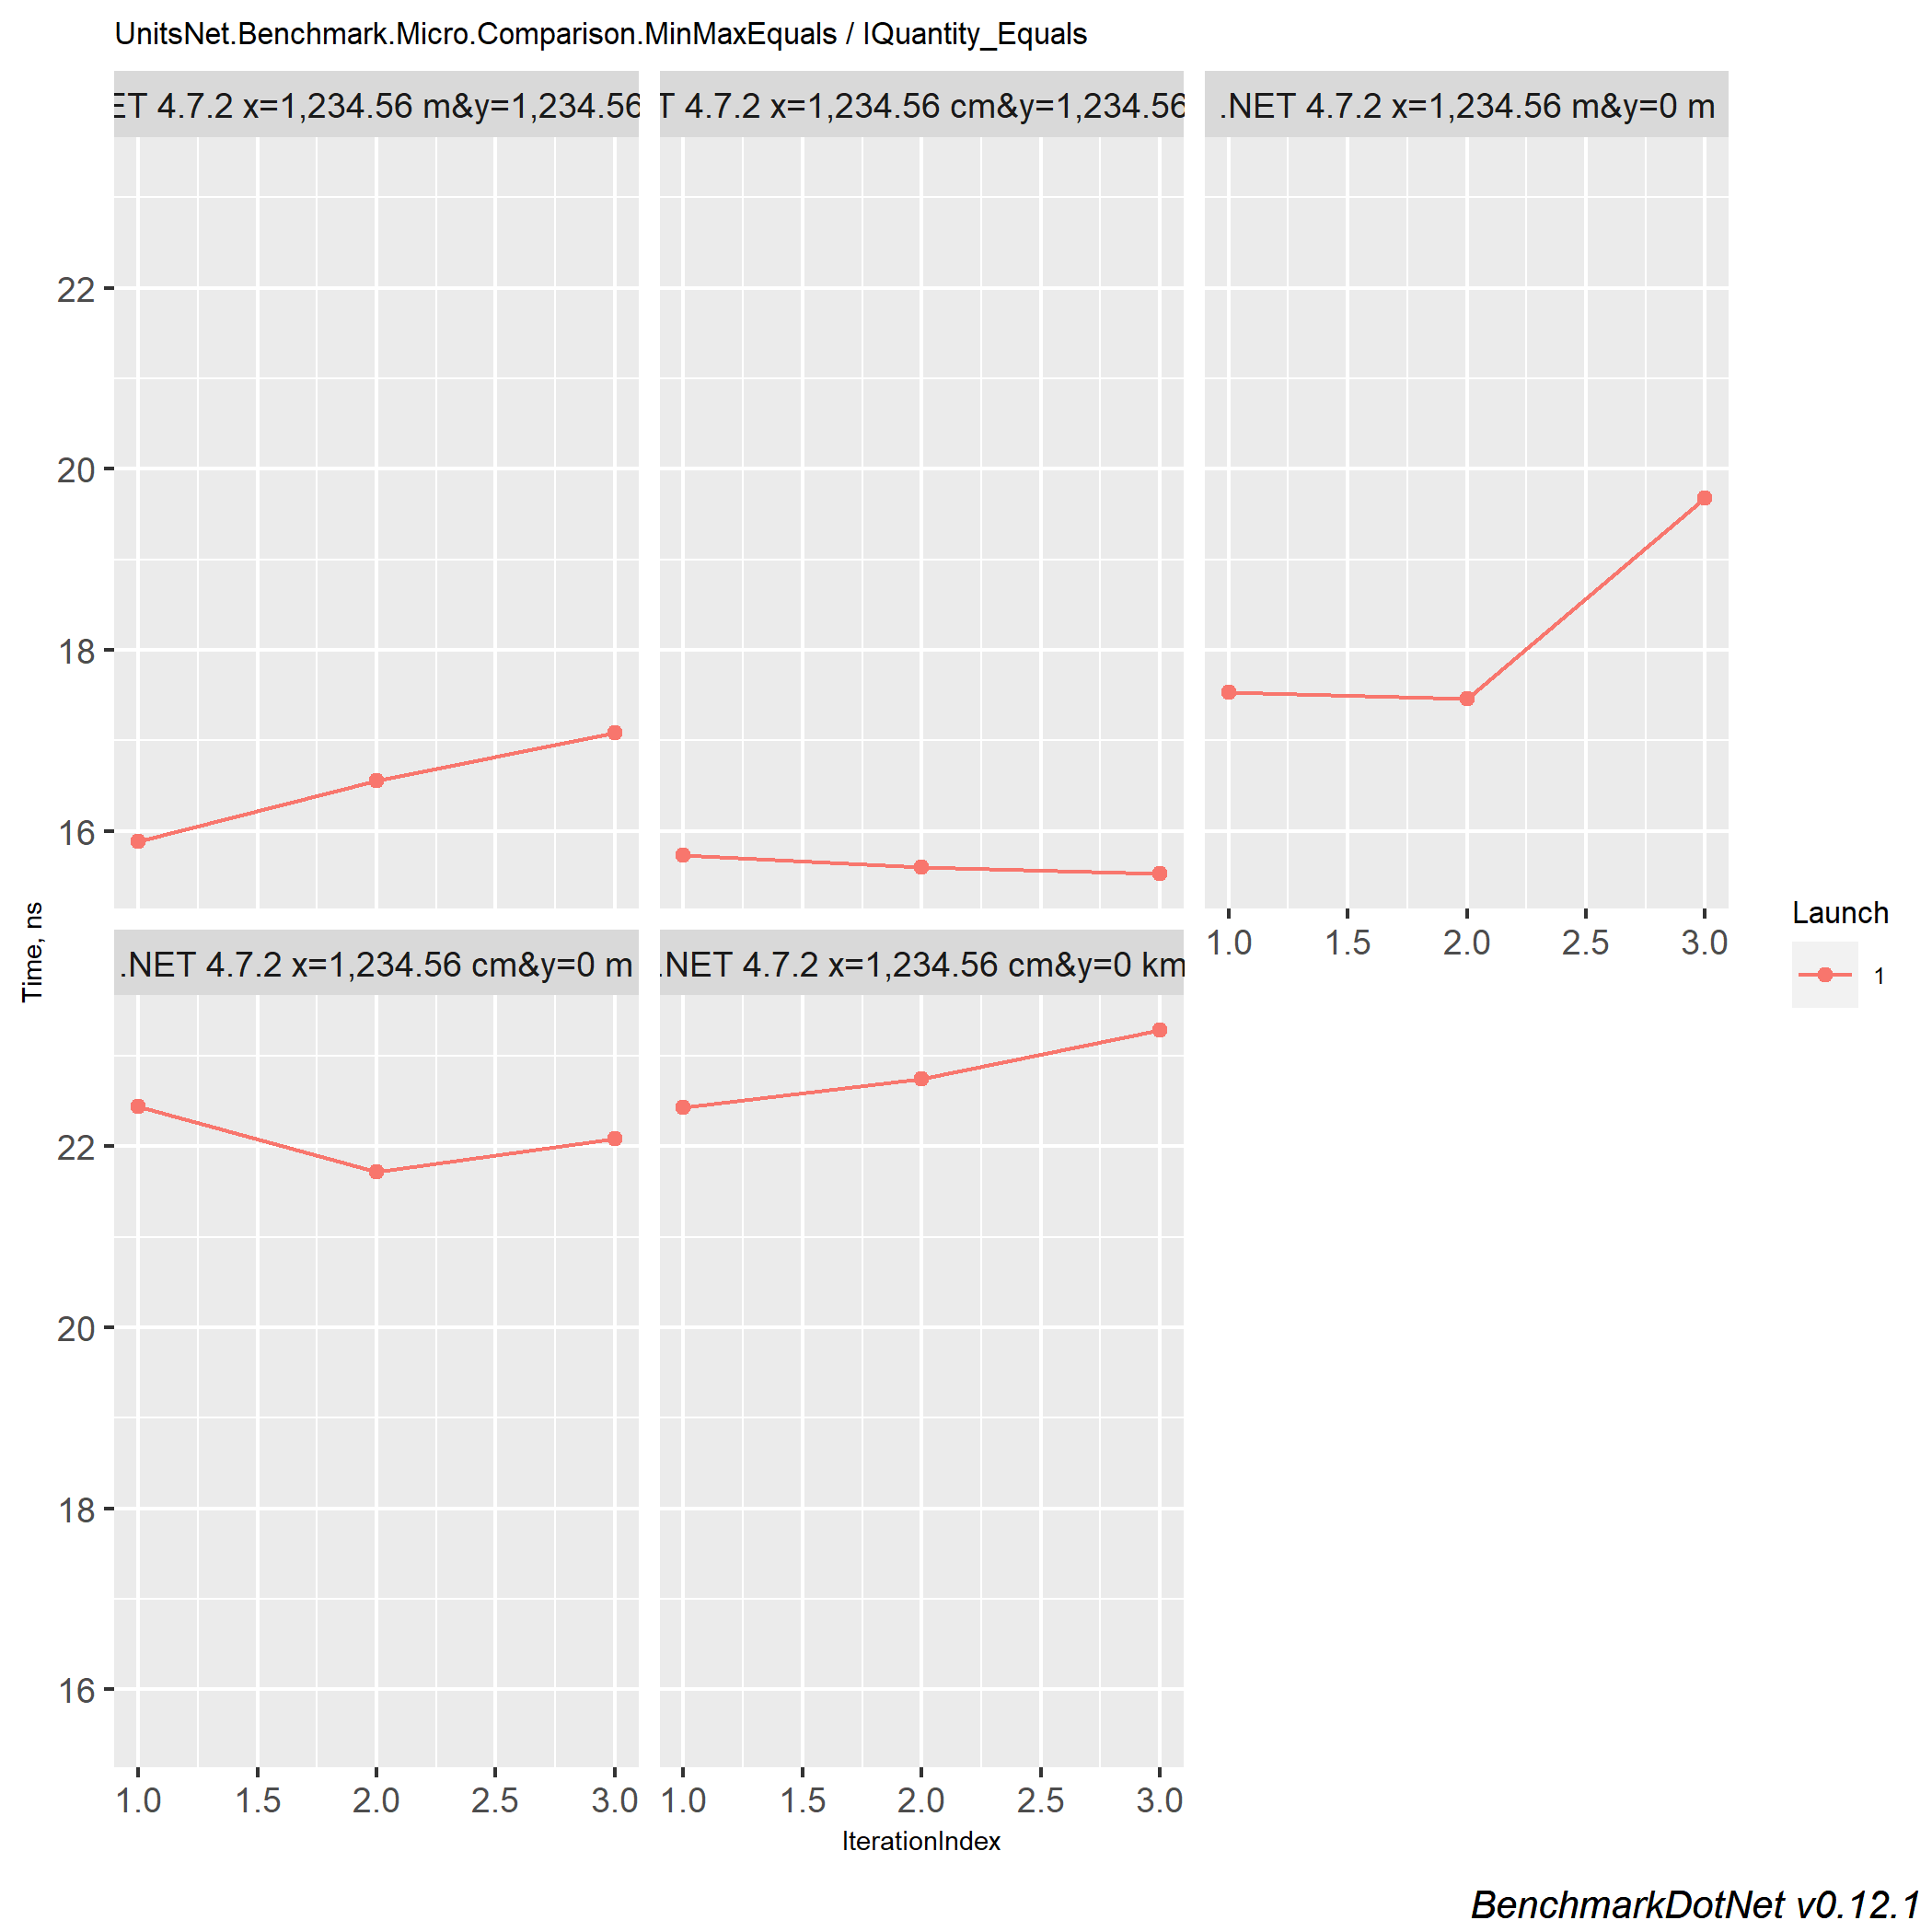 UnitsNet.Benchmark.Micro.Comparison.MinMaxEquals / IQuantity_Equals
ET 4.7.2 x=1,234.56 m&y=1,234.56
T 4.7.2 x=1,234.56 cm&y=1,234.56
.NET 4.7.2 x=1,234.56 m&y=0 m
22
20
18
16
1.0 1.5 2.0 2.5 3.0
.NET 4.7.2 x=1,234.56 cm&y=0 m
.NET 4.7.2 x=1,234.56 cm&y=0 km
22
20
18
16
1.0 1.5 2.0 2.5 3.0
1.0 1.5 2.0 2.5 3.0
IterationIndex
Time, ns
Launch
1
BenchmarkDotNet v0.12.1